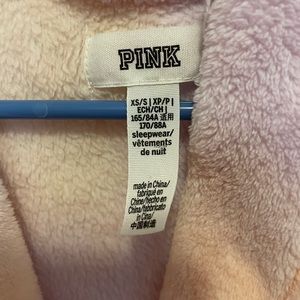 PINK
XS/S | XP/P |
ECH/CH |
165/84A 适用
170/88A
sleepwear/
vêtements
de nuit
made in China/
fabriqué en
Chine/hecho en
China/fabbricato
in Cina/
中国制造